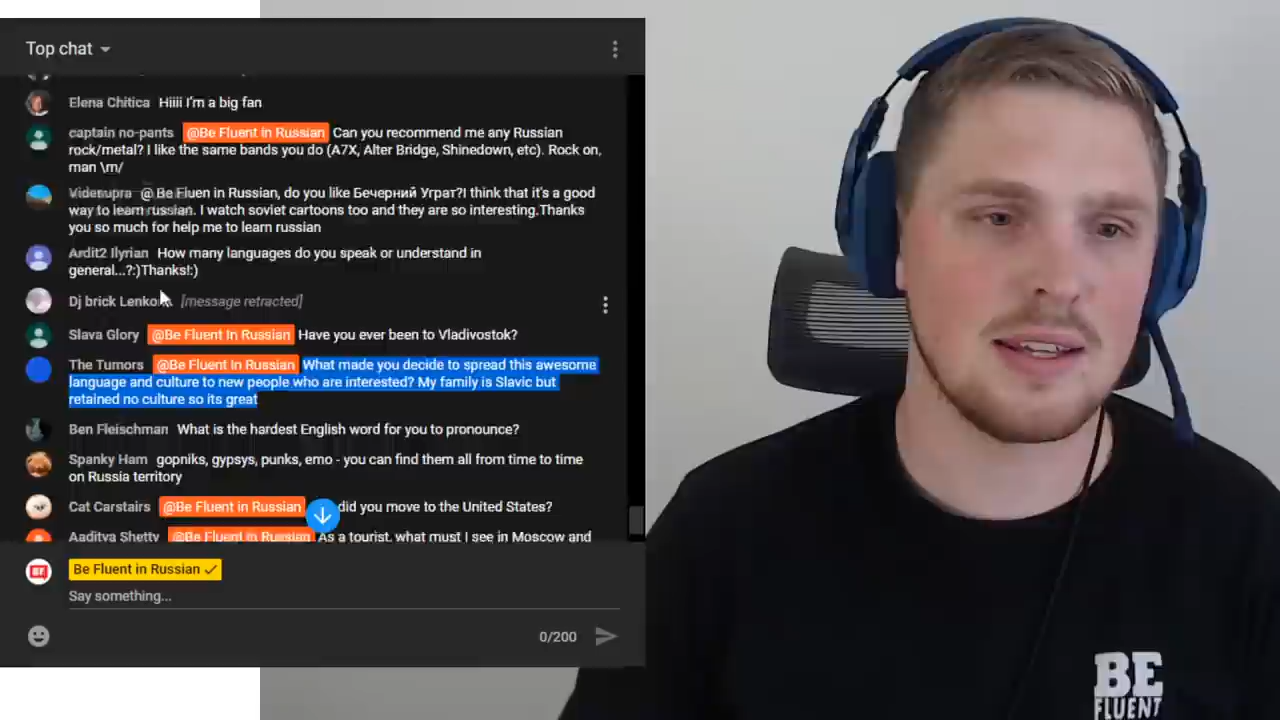 Top chat
Elena Chitica Hiiii I'm a big fan
captain no-pants @Be Fluent in Russian Can you recommend me any Russian
rock/metal? I like the same bands you do (A7X, Alter Bridge, Shinedown, etc). Rock on,
man \m/
Videsupra @ Be Fluen in Russian, do you like Бечерний Уграт?I think that it's a good
way to learn russian. I watch soviet cartoons too and they are so interesting.Thanks
you so much for help me to learn russian
Ardit2 Ilyrian How many languages do you speak or understand in
general...?:)Thanks!:)
Dj brick [message retracted]
Slava Glory @Be Fluent in Russian Have you ever been to Vladivostok?
The Tumors @Be Fluent in Russian What made you decide to spread this awesome
language and culture to new people who are interested? My family is Slavic but
retained no culture so its great
Ben Fleischman What is the hardest English word for you to pronounce?
Spanky Ham gopniks, gypsys, punks, emo - you can find them all from time to time
on Russia territory
Cat Carstairs @Be Fluent in Russian did you move to the United States?
Aaditya Shetty @Be Fluent in Russian As a tourist, what must I see in Moscow and
Be Fluent in Russian
Say something...
0/200
BE
FLUENT